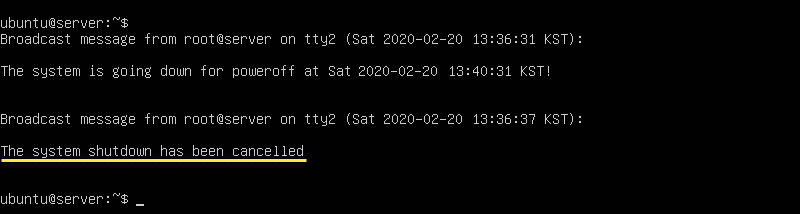 ubuntu@server:~$
Broadcast message from root@server on tty2 (Sat 2020-02-20 13:36:31 KST):
The system is going down for poweroff at Sat 2020-02-20 13:40:31 KST!
Broadcast message from root@server on tty2 (Sat 2020-02-20 13:36:37 KST):
The system shutdown has been cancelled
ubuntu@server:~$ _